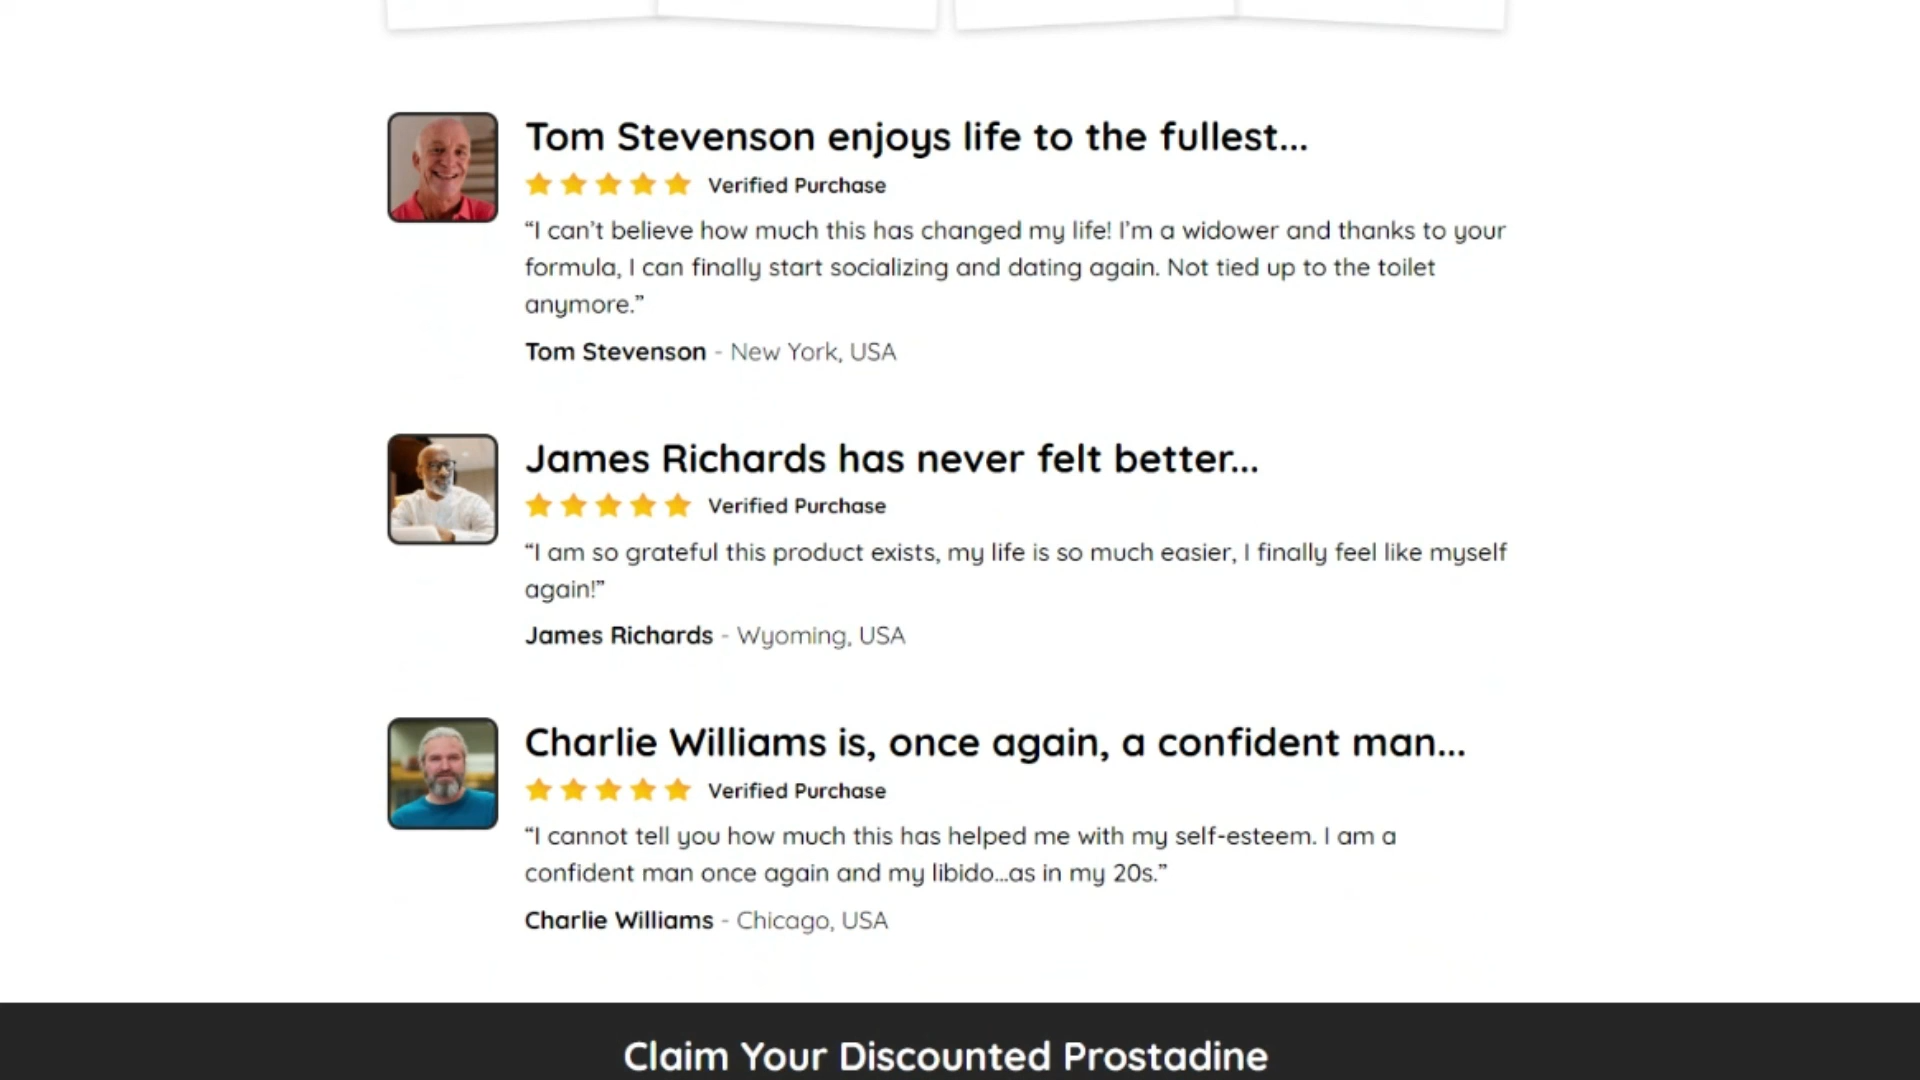 Tom Stevenson enjoys life to the fullest...
Verified Purchase
“I can’t believe how much this has changed my life! I’m a widower and thanks to your
formula, I can finally start socializing and dating again. Not tied up to the toilet
anymore.”
Tom Stevenson - New York, USA
James Richards has never felt better...
Verified Purchase
“I am so grateful this product exists, my life is so much easier, I finally feel like myself
again!”
James Richards - Wyoming, USA
Charlie Williams is, once again, a confident man...
Verified Purchase
“I cannot tell you how much this has helped me with my self-esteem. I am a
confident man once again and my libido...as in my 20s.”
Charlie Williams - Chicago, USA
Claim Your Discounted Prostadine